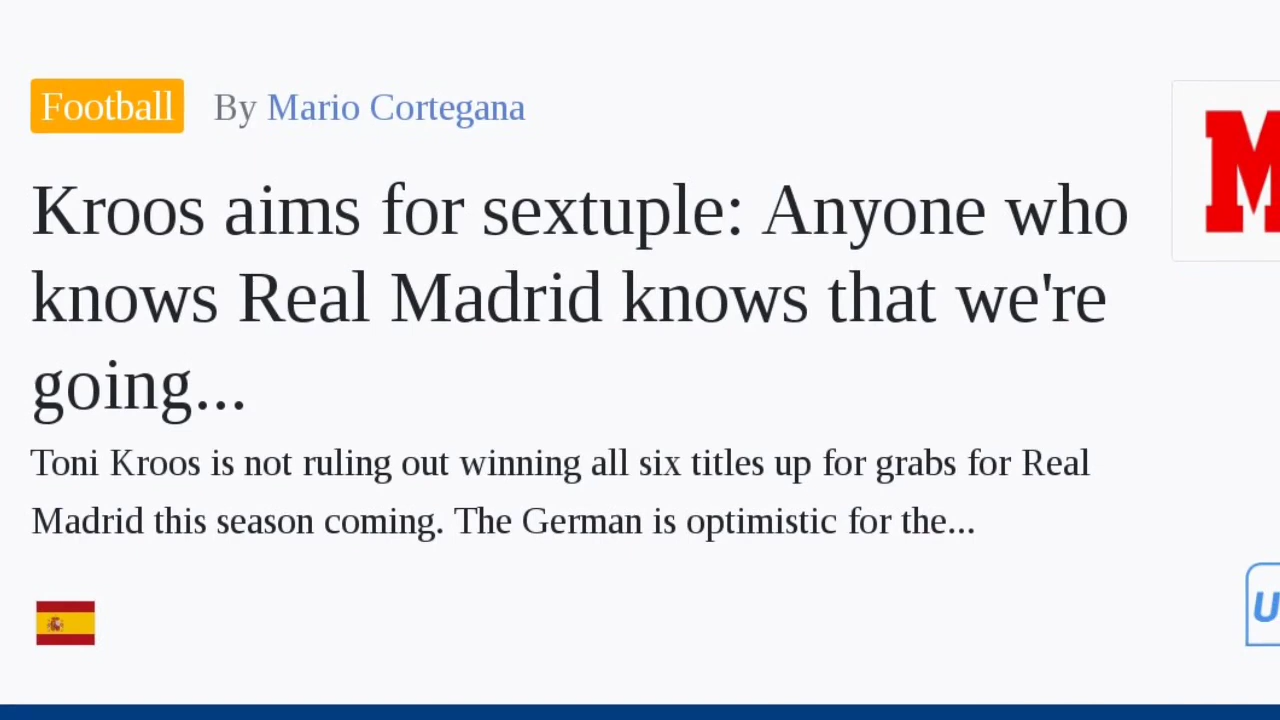 Football By Mario Cortegana
M
Kroos aims for sextuple: Anyone who
knows Real Madrid knows that we're
going...
Toni Kroos is not ruling out winning all six titles up for grabs for Real
Madrid this season coming. The German is optimistic for the...
U